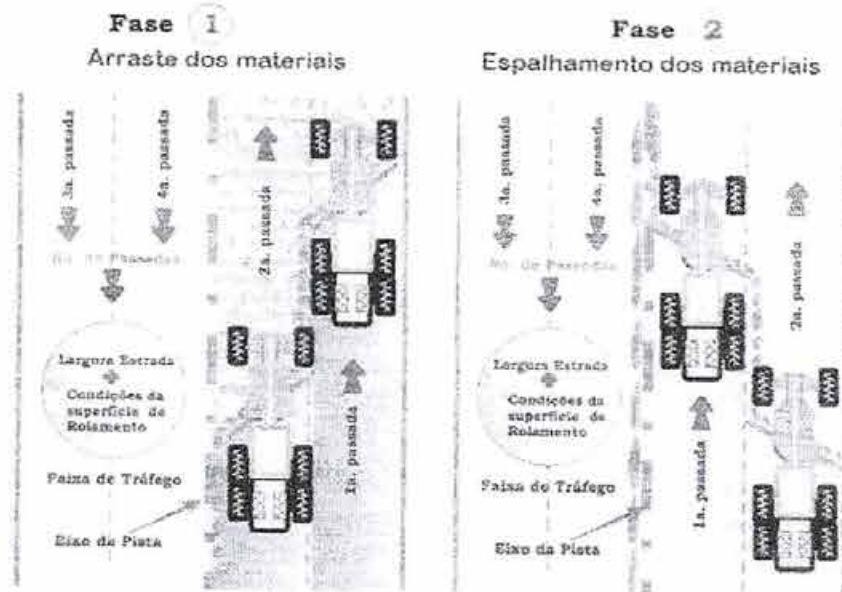 Fase 1
Arraste dos materiais
3a. passada
4a. passada
2a. passada
No. de Passadas
Largura Estrada
+
Condições da
superfície de
Rolamento
1a. passada
Faixa de Tráfego
Eixo da Pista
Fase 2
Espalhamento dos materiais
3a. passada
4a. passada
2a. passada
No. de Passadas
Largura Estrada
+
Condições da
superfície de
Rolamento
1a. passada
Faixa de Tráfego
Eixo da Pista